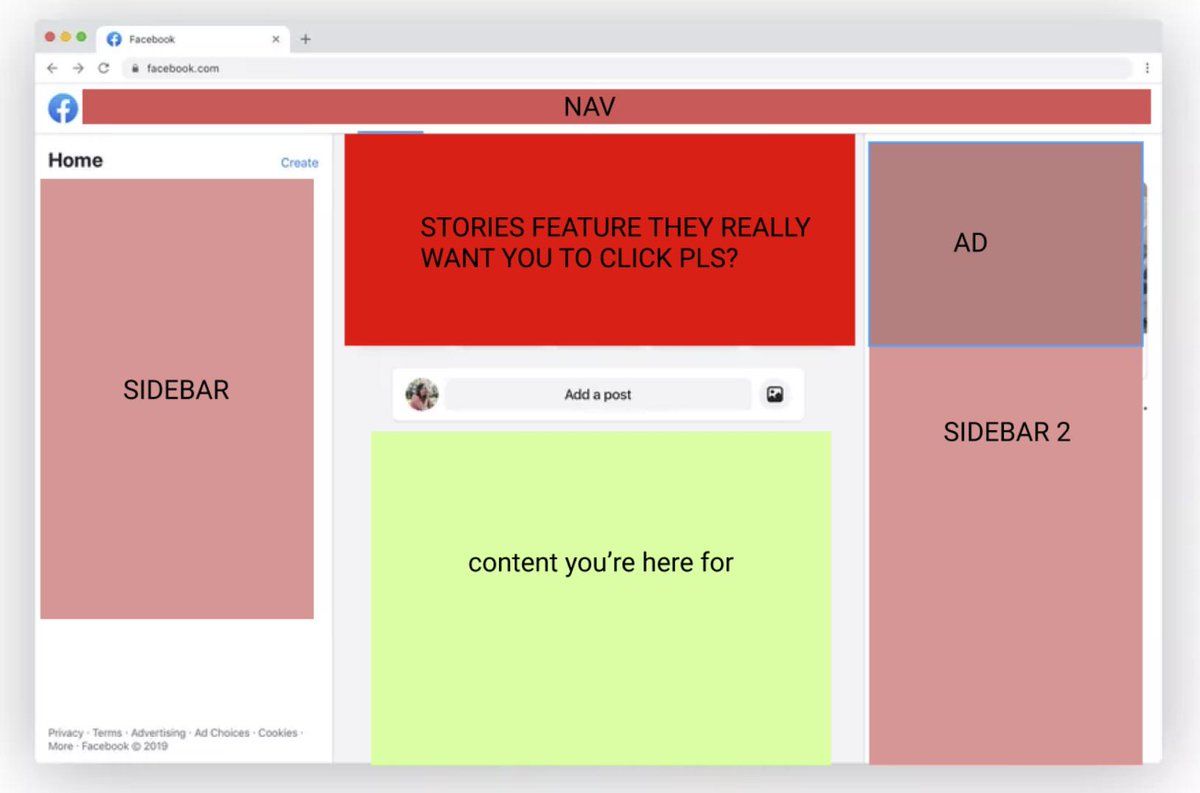 Facebook
facebook.com
NAV
Home
Create
SIDEBAR
Privacy · Terms · Advertising · Ad Choices · Cookies ·
More · Facebook © 2019
STORIES FEATURE THEY REALLY
WANT YOU TO CLICK PLS?
Add a post
content you’re here for
AD
SIDEBAR 2